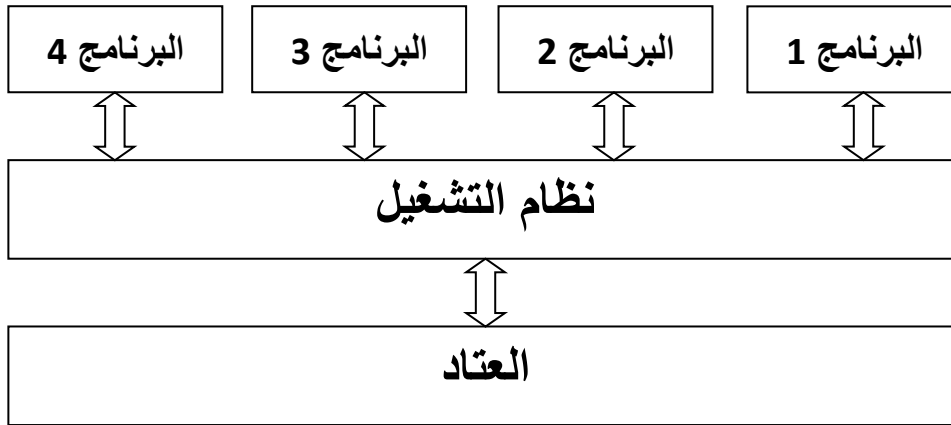 البرنامج 1
البرنامج 2
البرنامج 3
البرنامج 4
نظام التشغيل
العتاد